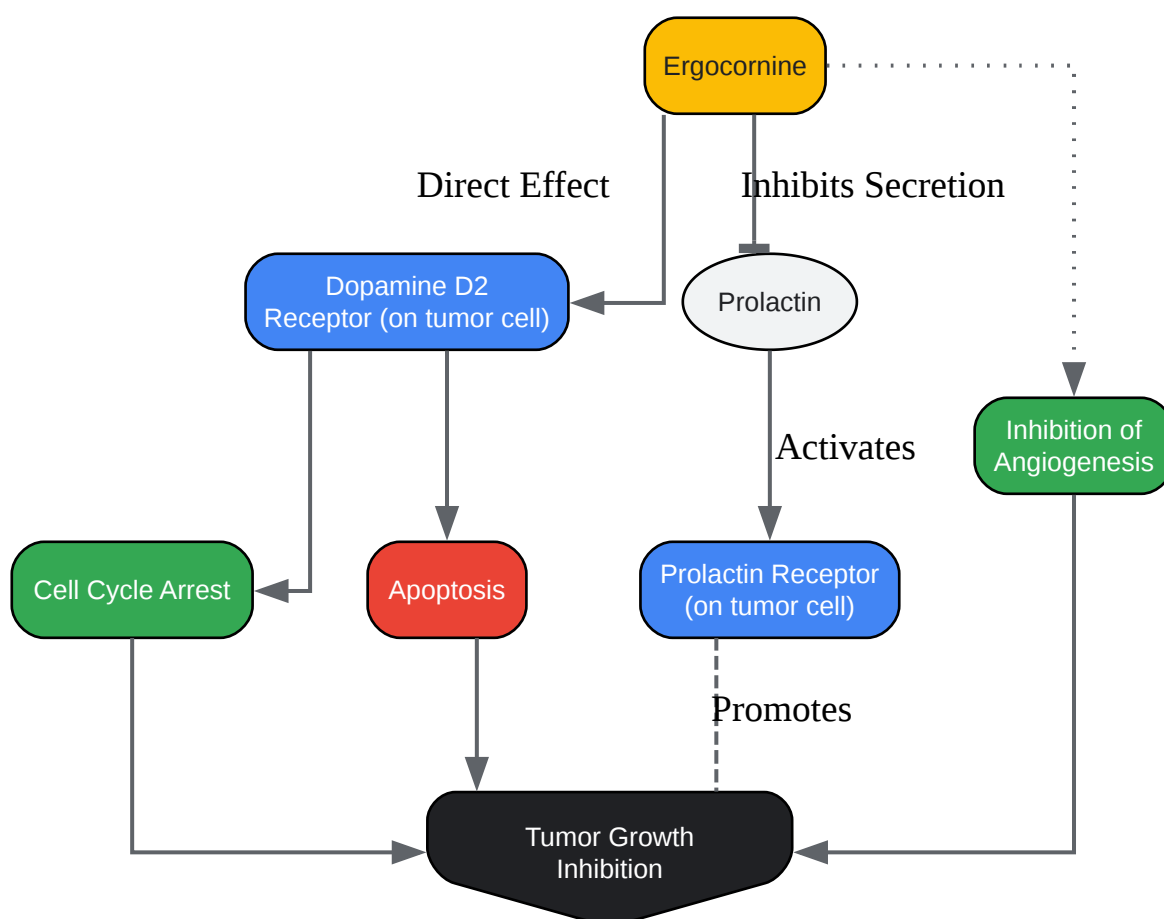 Ergocornine
Direct Effect
Inhibits Secretion
Dopamine D2
Receptor (on tumor cell)
Prolactin
Activates
Inhibition of
Angiogenesis
Cell Cycle Arrest
Apoptosis
Prolactin Receptor
(on tumor cell)
Promotes
Tumor Growth
Inhibition